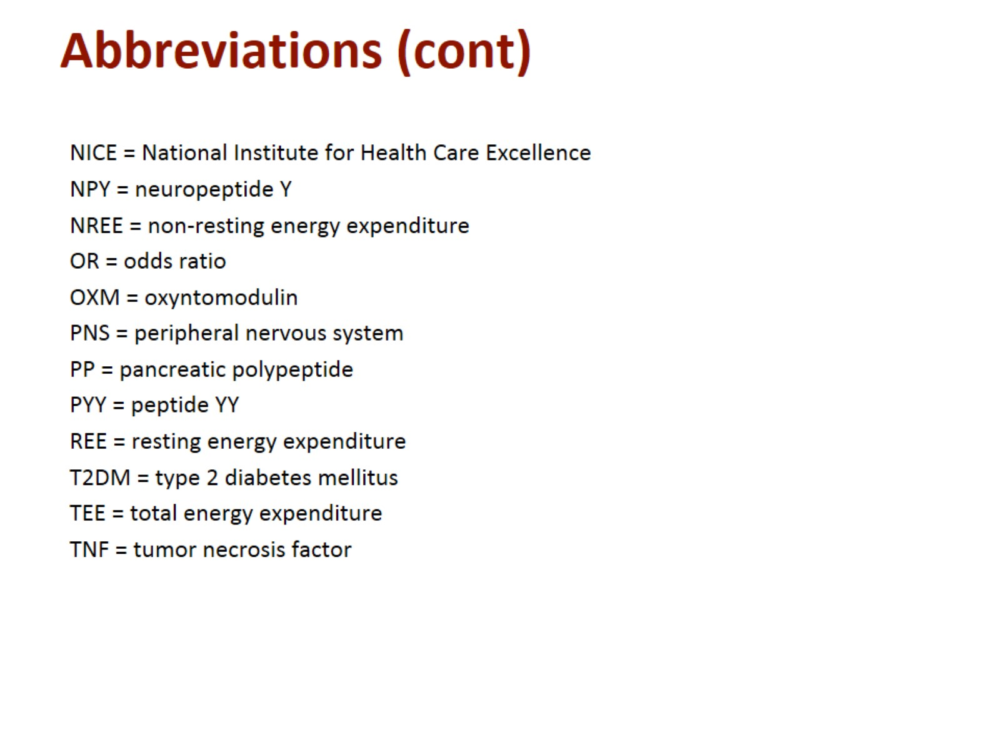 Abbreviations (cont)
NICE = National Institute for Health Care Excellence
NPY = neuropeptide Y
NREE = non-resting energy expenditure
OR = odds ratio
OXM = oxyntomodulin
PNS = peripheral nervous system
PP = pancreatic polypeptide
PYY = peptide YY
REE = resting energy expenditure
T2DM = type 2 diabetes mellitus
TEE = total energy expenditure
TNF = tumor necrosis factor